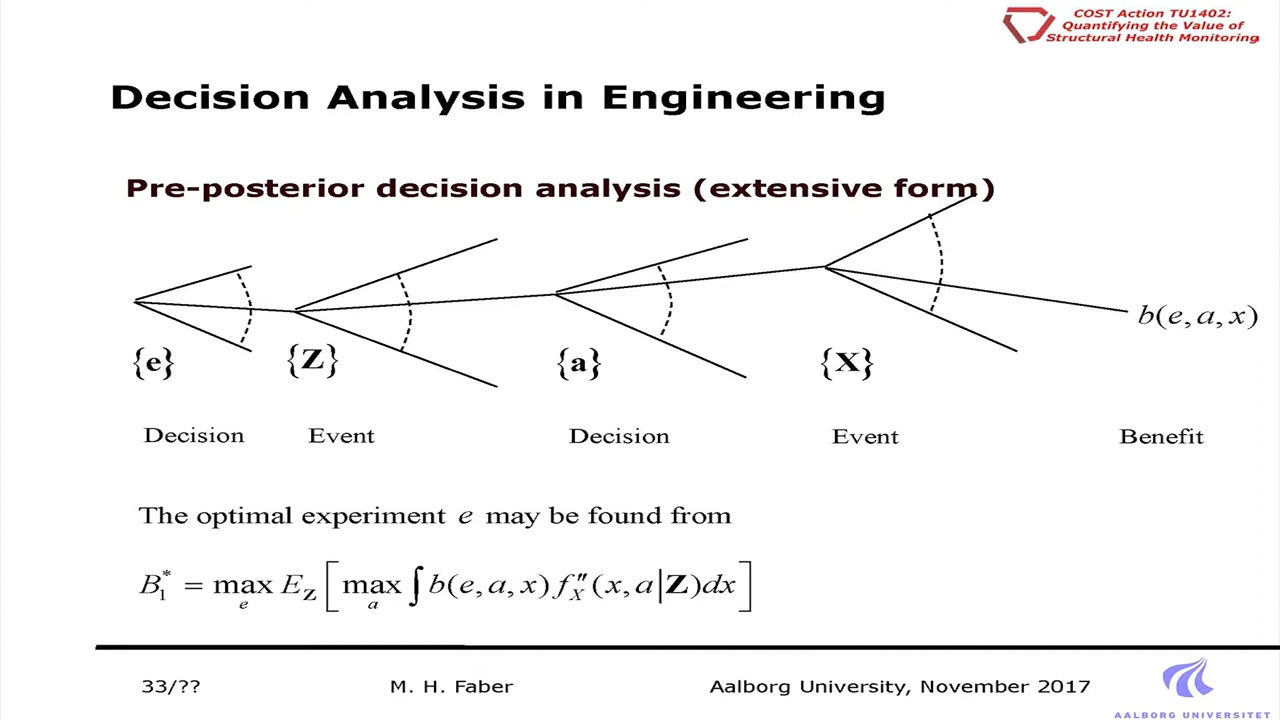 COST Action TU1402:
Quantifying the Value of
Structural Health Monitoring
Decision Analysis in Engineering
Pre-posterior decision analysis (extensive form)
b(e, a, x)
{e} {Z} {a} {X}
Decision Event Decision Event Benefit
The optimal experiment e may be found from
B₁* = max_e E_Z [ max_a ∫ b(e, a, x) f″_X (x, a|Z)dx ]
33/?? M. H. Faber Aalborg University, November 2017
AALBORG UNIVERSITET